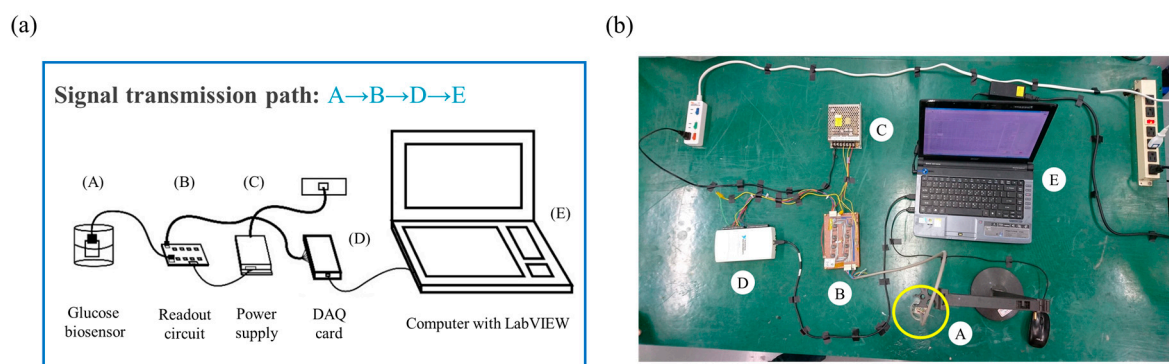 (a)
Signal transmission path: A→B→D→E
(A)
(B)
(C)
(D)
(E)
Glucose
biosensor
Readout
circuit
Power
supply
DAQ
card
Computer with LabVIEW
(b)
C
E
D
B
A